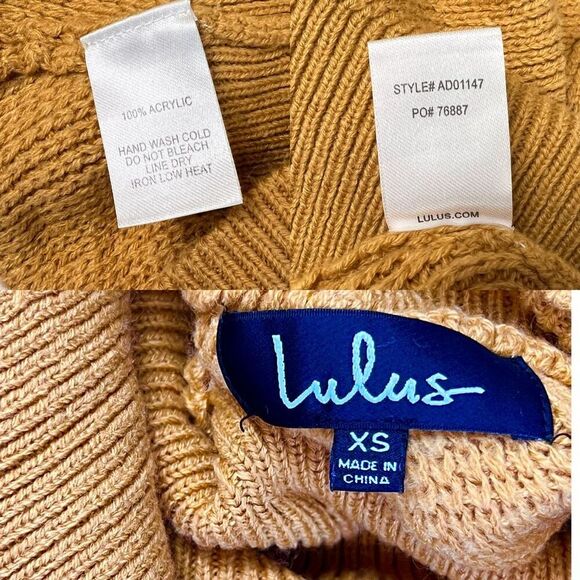 100% ACRYLIC
HAND WASH COLD
DO NOT BLEACH
LINE DRY
IRON LOW HEAT
STYLE# AD01147
PO# 76887
LULUS.COM
Lulus
XS
MADE IN
CHINA